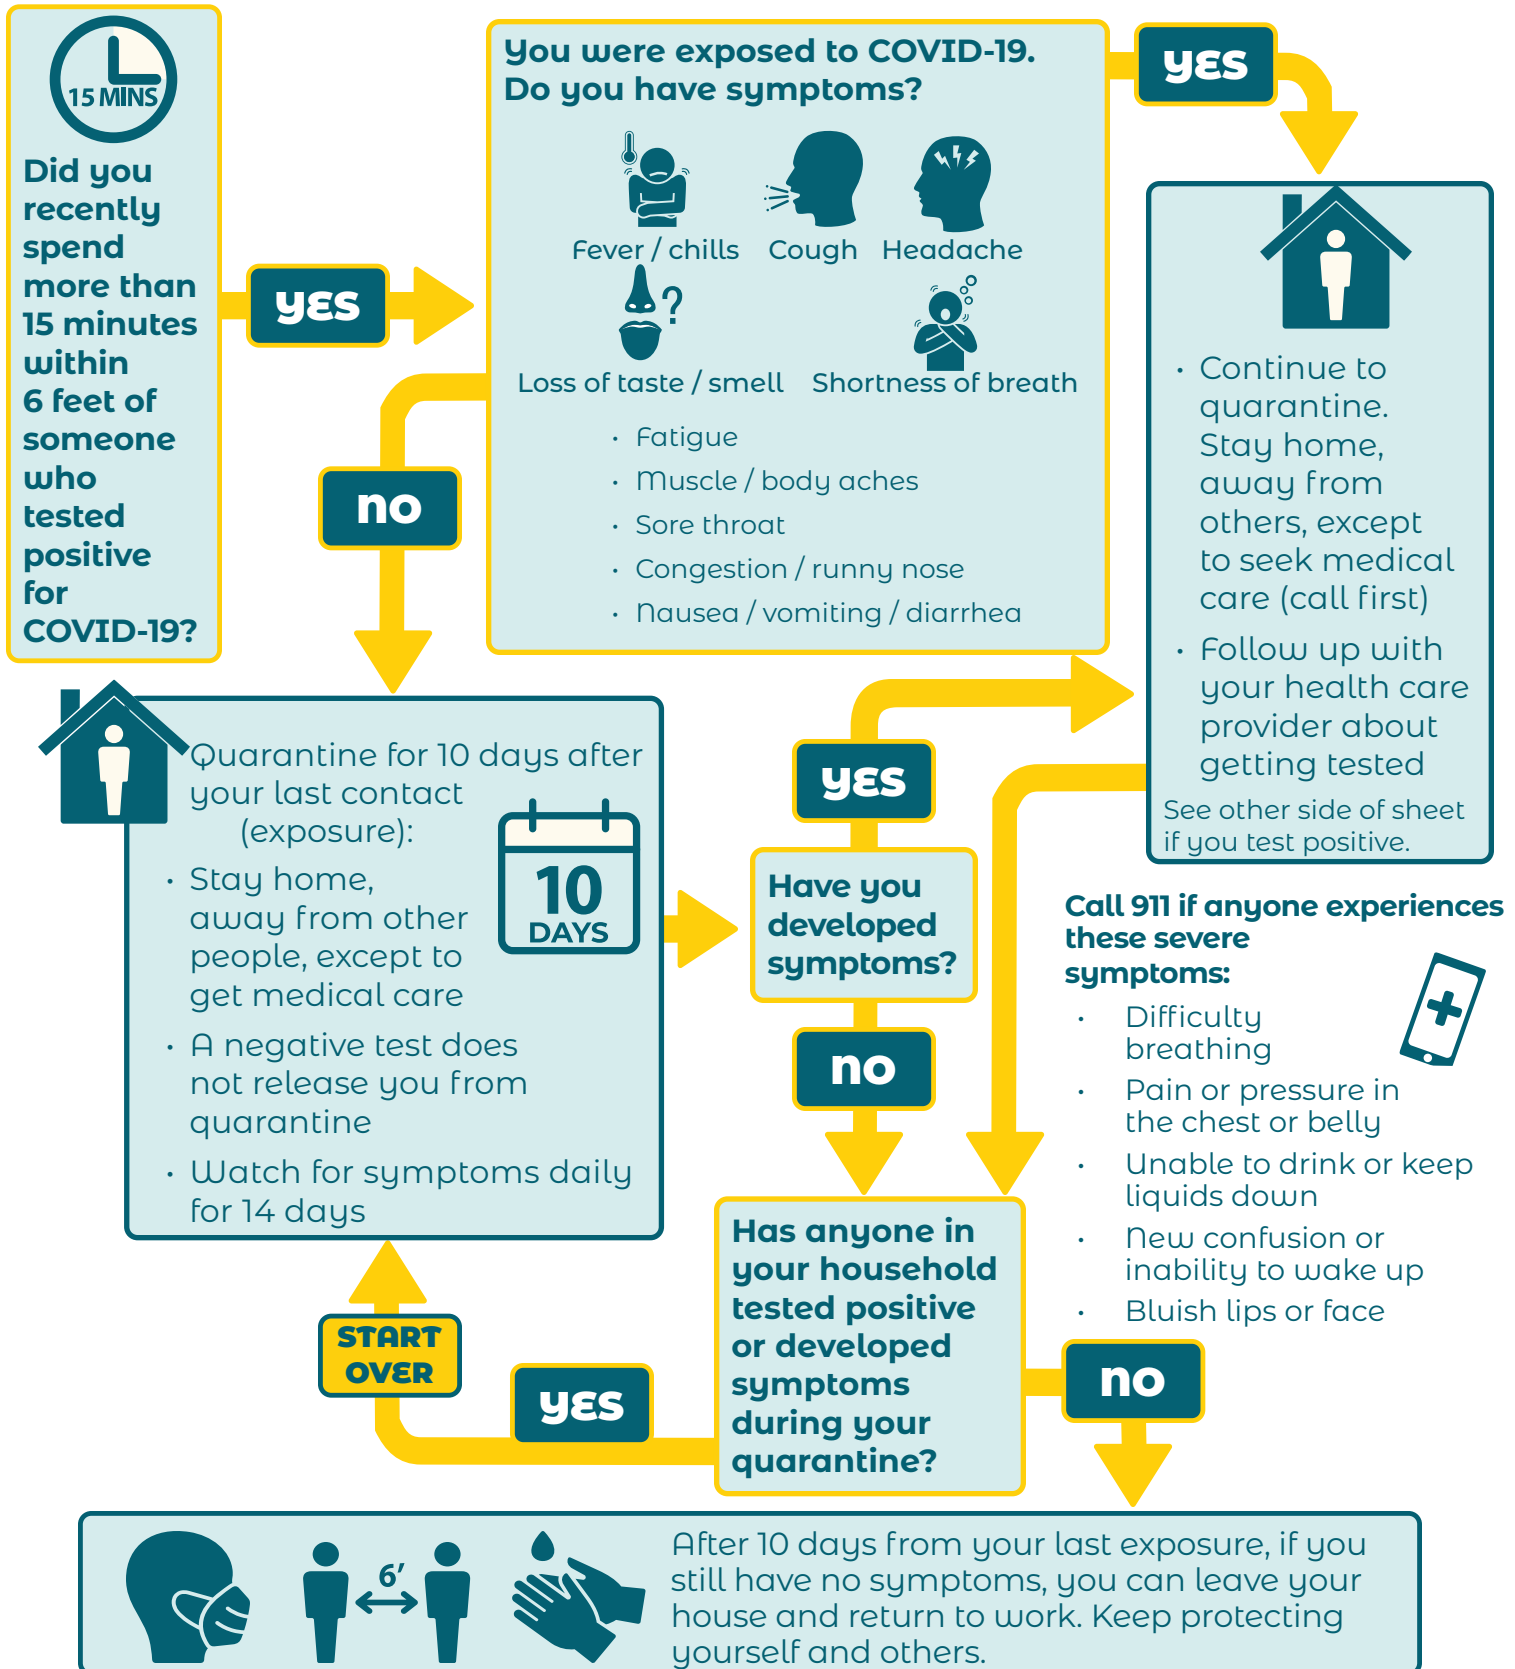 15 MINS
Did you
recently
spend
more than
15 minutes
within
6 feet of
someone
who
tested
positive
for
COVID-19?
YES
You were exposed to COVID-19.
Do you have symptoms?
Fever / chills
Cough
Headache
?
Loss of taste / smell
Shortness of breath
· Fatigue
· Muscle / body aches
· Sore throat
· Congestion / runny nose
· Nausea / vomiting / diarrhea
YES
· Continue to
quarantine.
Stay home,
away from
others, except
to seek medical
care (call first)
· Follow up with
your health care
provider about
getting tested
See other side of sheet
if you test positive.
no
Quarantine for 10 days after
your last contact
(exposure):
· Stay home,
away from other
people, except to
get medical care
· A negative test does
not release you from
quarantine
· Watch for symptoms daily
for 14 days
10
DAYS
YES
Have you
developed
symptoms?
no
Call 911 if anyone experiences
these severe
symptoms:
· Difficulty
breathing
· Pain or pressure in
the chest or belly
· Unable to drink or keep
liquids down
· New confusion or
inability to wake up
· Bluish lips or face
Has anyone in
your household
tested positive
or developed
symptoms
during your
quarantine?
YES
START
OVER
no
6'
After 10 days from your last exposure, if you
still have no symptoms, you can leave your
house and return to work. Keep protecting
yourself and others.